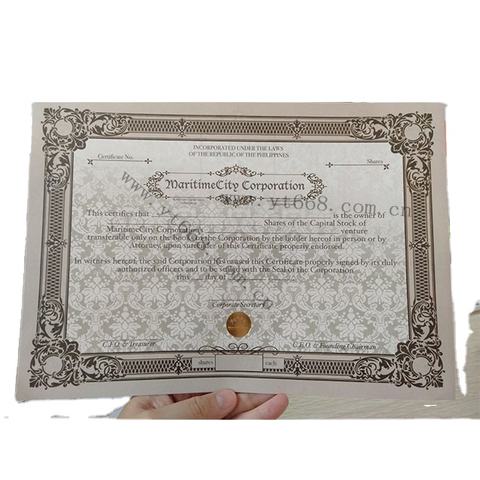 INCORPORATED UNDER THE LAWS
OF THE REPUBLIC OF THE PHILIPPINES
Certificate No.
Shares
MaritimeCity Corporation
www.yt668.com.cn
This certifies that is the owner of
Shares of the Capital Stock of
MaritimeCity Corporation's venture
transferable only on the books of the Corporation by the holder hereof in person or by
Attorney, upon surrender of this Certificate properly endorsed.
In witness hereof, the said Corporation has caused this Certificate properly signed by its duly
authorized officers and to be sealed with the Seal of the Corporation
this day of
Corporate Secretary
C.F.O. & Treasurer
C.E.O. & Founding Chairman
shares each